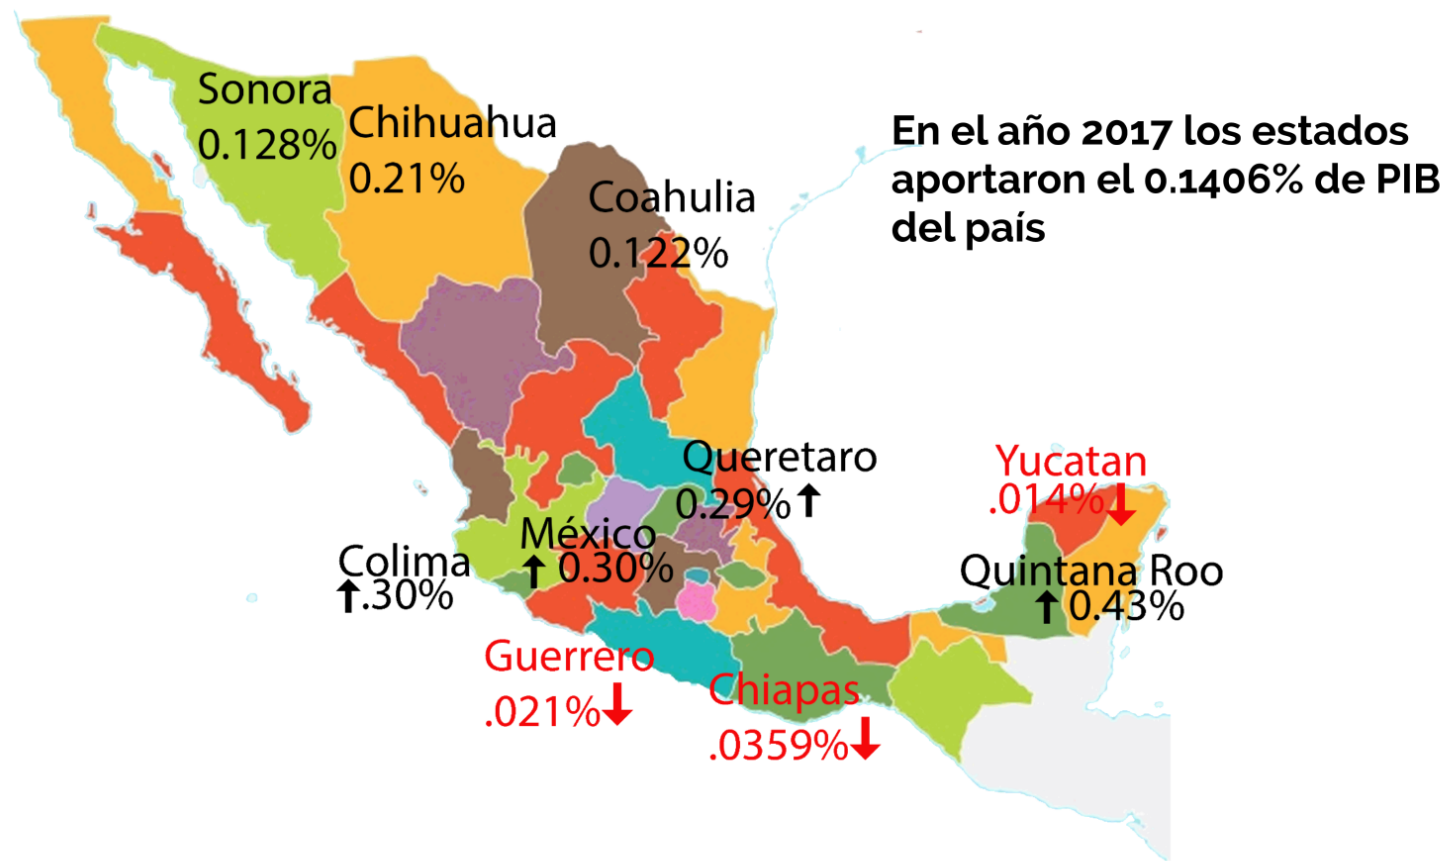 Sonora
0.128%
Chihuahua
0.21%
Coahulia
0.122%
En el año 2017 los estados
aportaron el 0.1406% de PIB
del país
Queretaro
0.29%↑
Yucatan
.014%↓
México
↑ 0.30%
Colima
↑.30%
Quintana Roo
↑ 0.43%
Guerrero
.021%↓
Chiapas
.0359%↓